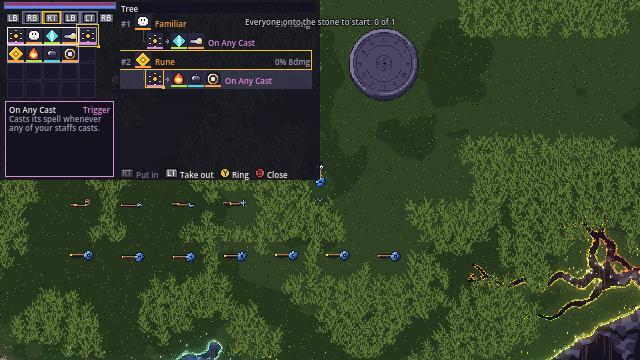 LB RB RT LB LT RB
Tree
#1 Familiar
Everyone onto the stone to start: 0 of 1
On Any Cast
#2 Rune 0% 8dmg
On Any Cast
On Any Cast Trigger
Casts its spell whenever
any of your staffs casts.
RT Put in LT Take out Y Ring B Close